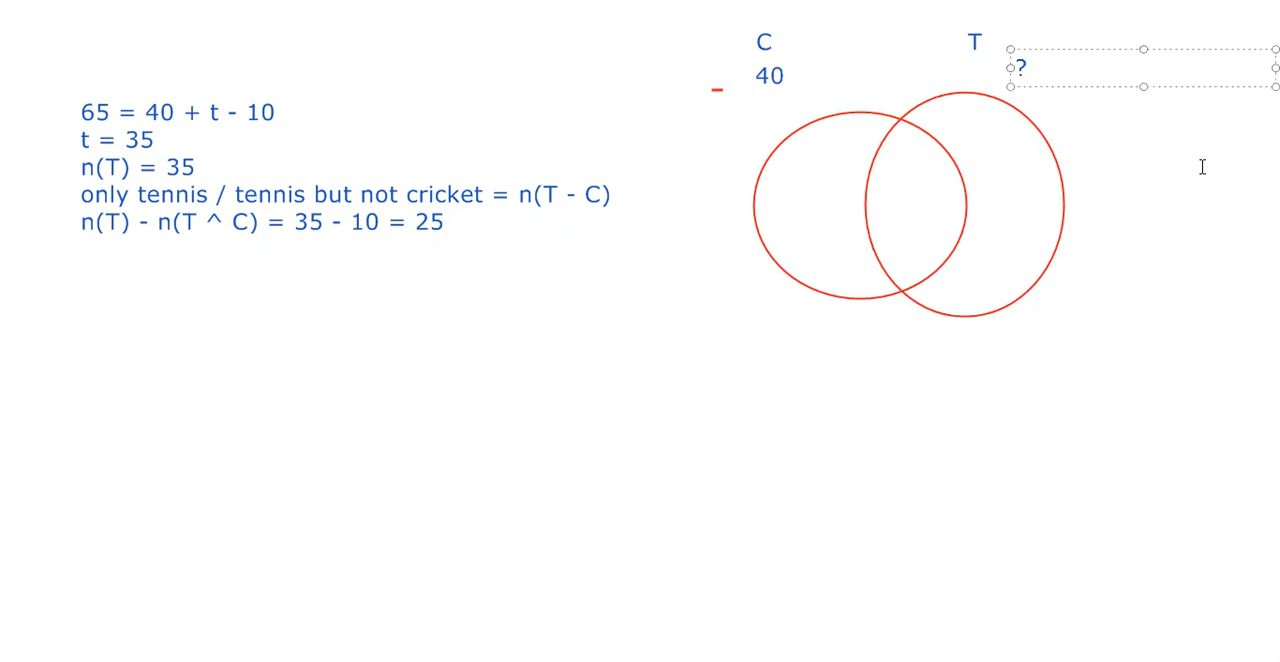 C T
40 ?
65 = 40 + t - 10
t = 35
n(T) = 35
only tennis / tennis but not cricket = n(T - C)
n(T) - n(T ^ C) = 35 - 10 = 25